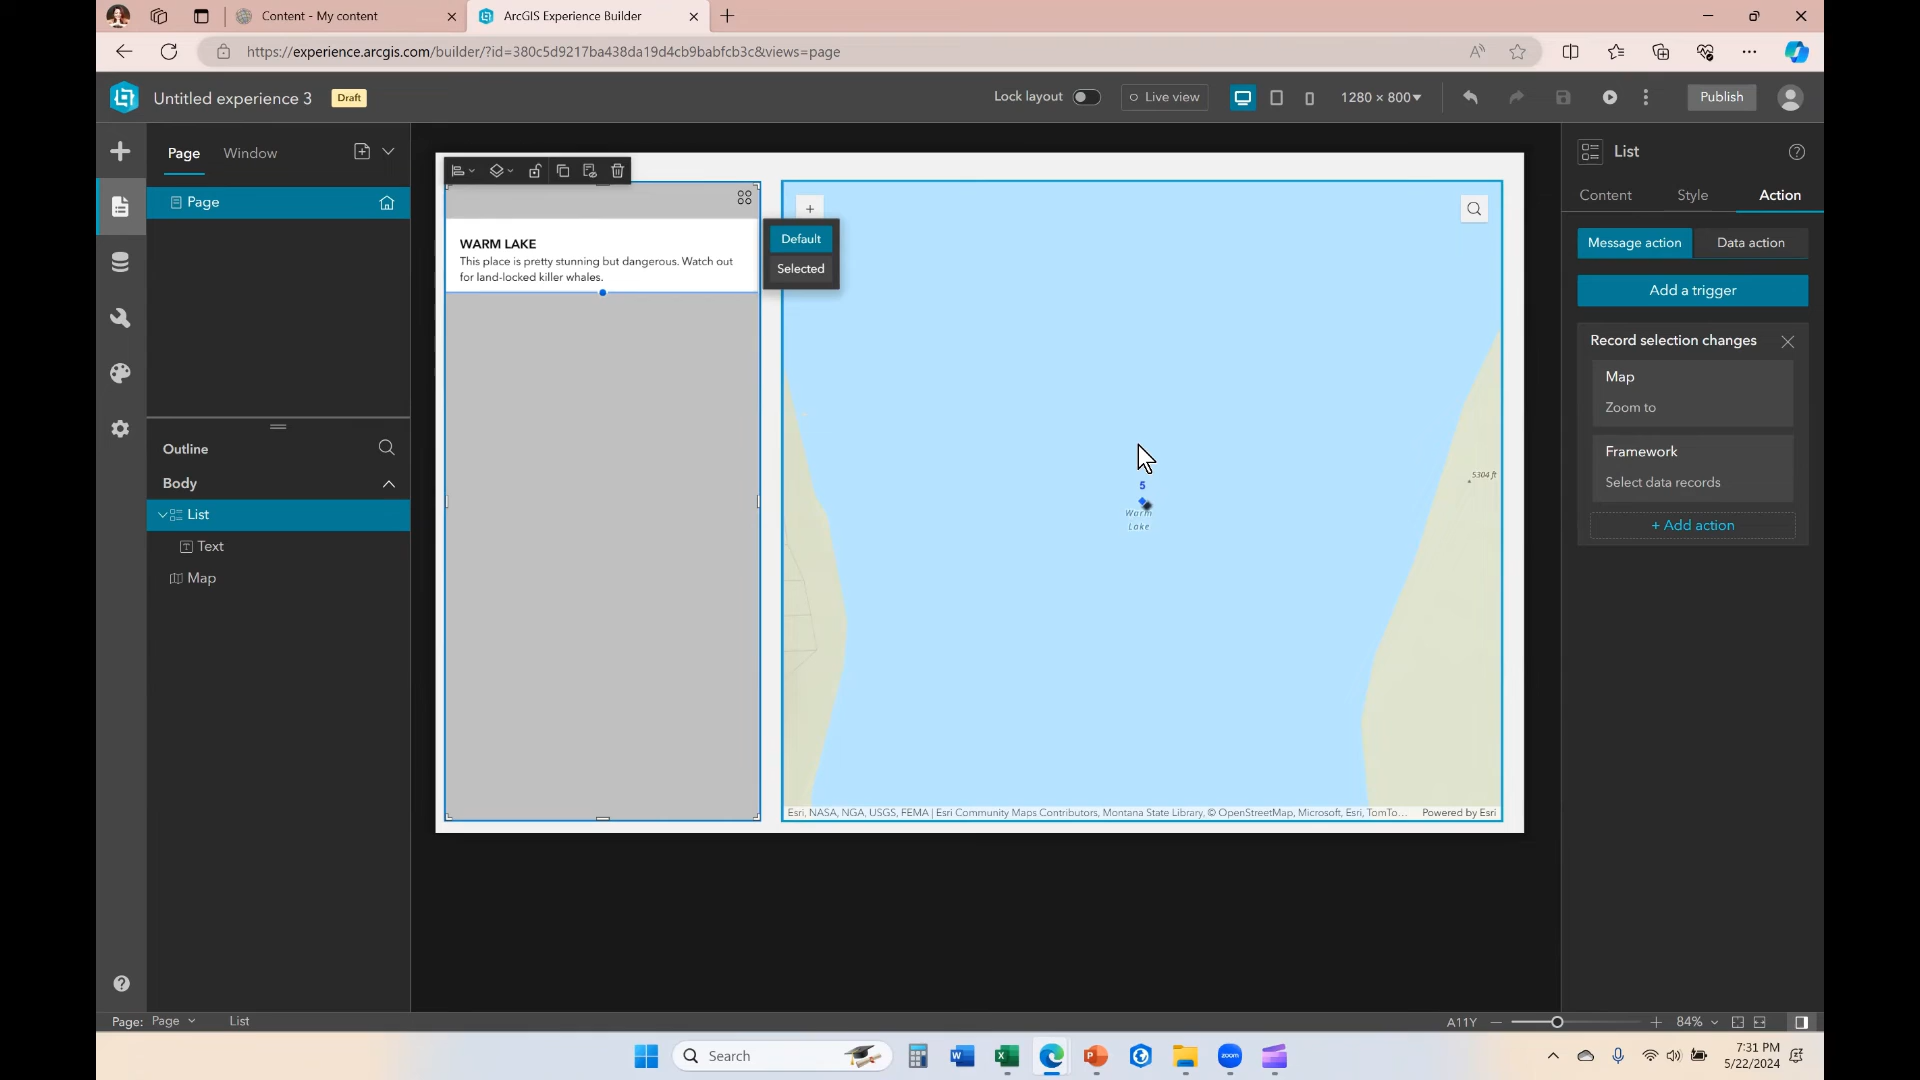 Content - My content
ArcGIS Experience Builder
https://experience.arcgis.com/builder/?id=380c5d9217ba438da19d4cb9babfcb3c&views=page
Untitled experience 3
Draft
Lock layout
Live view
1280 × 800
Publish
Page
Window
Page
Outline
Body
List
Text
Map
WARM LAKE
This place is pretty stunning but dangerous. Watch out
for land-locked killer whales.
Default
Selected
5
Warm
Lake
5304 ft
Esri, NASA, NGA, USGS, FEMA | Esri Community Maps Contributors, Montana State Library, © OpenStreetMap, Microsoft, Esri, TomTo...
Powered by Esri
List
Content
Style
Action
Message action
Data action
Add a trigger
Record selection changes
Map
Zoom to
Framework
Select data records
+ Add action
Page:
Page
List
A11Y
84%
Search
zoom
7:31 PM
5/22/2024